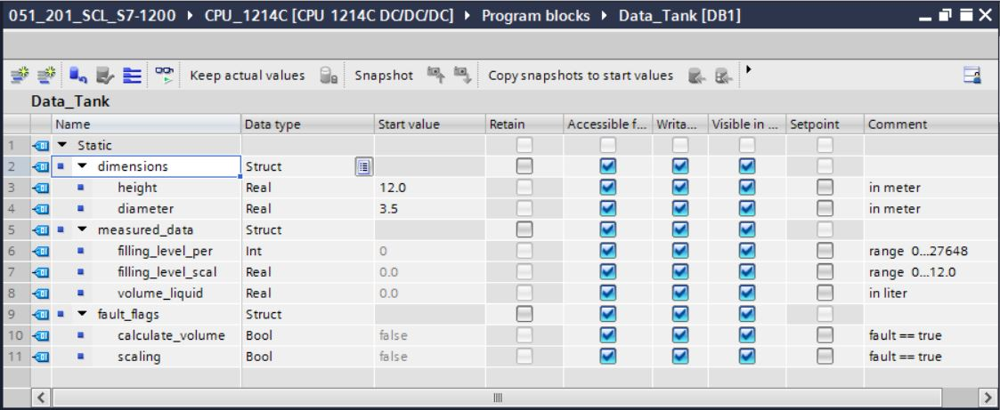 051_201_SCL_S7-1200 ▸ CPU_1214C [CPU 1214C DC/DC/DC] ▸ Program blocks ▸ Data_Tank [DB1]
Keep actual values Snapshot Copy snapshots to start values
Data_Tank
Name Data type Start value Retain Accessible f... Writa... Visible in ... Setpoint Comment
1 Static
2 dimensions Struct
3 height Real 12.0 in meter
4 diameter Real 3.5 in meter
5 measured_data Struct
6 filling_level_per Int 0 range 0...27648
7 filling_level_scal Real 0.0 range 0...12.0
8 volume_liquid Real 0.0 in liter
9 fault_flags Struct
10 calculate_volume Bool false fault == true
11 scaling Bool false fault == true